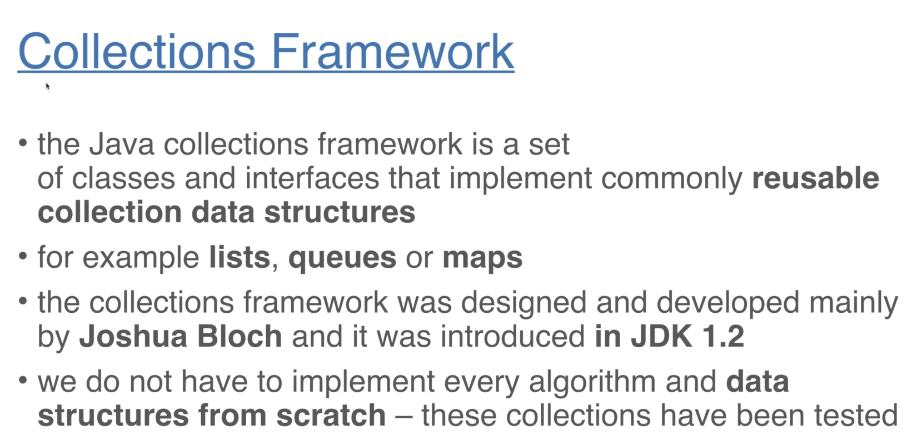 Collections Framework
• the Java collections framework is a set
of classes and interfaces that implement commonly reusable
collection data structures
• for example lists, queues or maps
• the collections framework was designed and developed mainly
by Joshua Bloch and it was introduced in JDK 1.2
• we do not have to implement every algorithm and data
structures from scratch – these collections have been tested